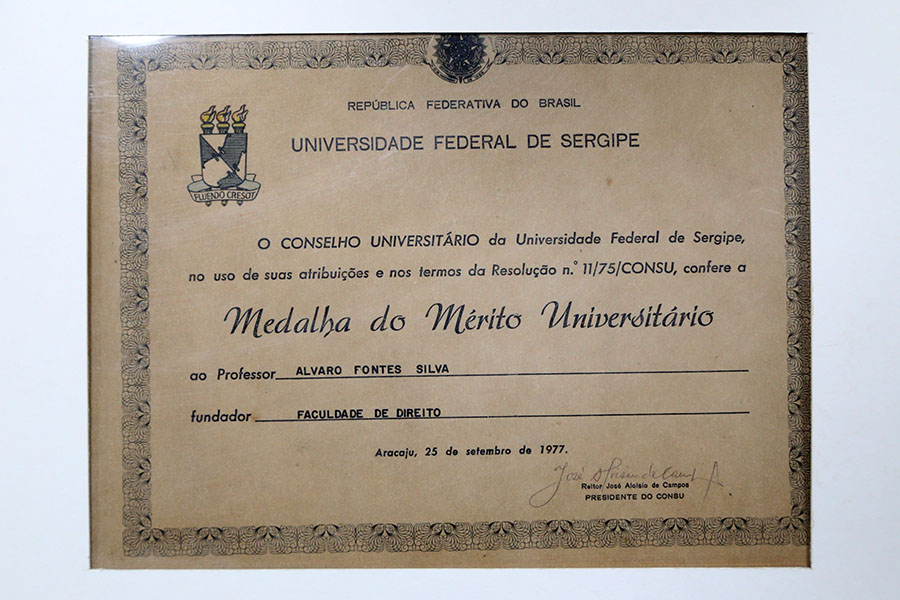 REPÚBLICA FEDERATIVA DO BRASIL
UNIVERSIDADE FEDERAL DE SERGIPE
FLUENDO CRESCIT
O CONSELHO UNIVERSITÁRIO da Universidade Federal de Sergipe,
no uso de suas atribuições e nos termos da Resolução n.º 11/75/CONSU, confere a
Medalha do Mérito Universitário
ao Professor ALVARO FONTES SILVA
fundador FACULDADE DE DIREITO
Aracaju, 25 de setembro de 1977.
Reitor José Aloísio de Campos
PRESIDENTE DO CONSU